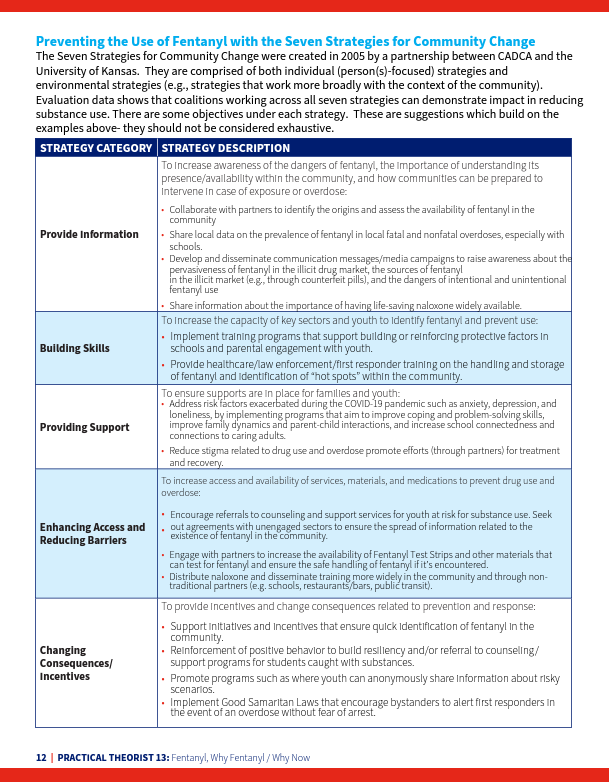 Preventing the Use of Fentanyl with the Seven Strategies for Community Change
The Seven Strategies for Community Change were created in 2005 by a partnership between CADCA and the
University of Kansas.  They are comprised of both individual (person(s)-focused) strategies and
environmental strategies (e.g., strategies that work more broadly with the context of the community).
Evaluation data shows that coalitions working across all seven strategies can demonstrate impact in reducing
substance use. There are some objectives under each strategy.  These are suggestions which build on the
examples above- they should not be considered exhaustive.
STRATEGY CATEGORY STRATEGY DESCRIPTION
Provide Information
To increase awareness of the dangers of fentanyl, the importance of understanding its
presence/availability within the community, and how communities can be prepared to
intervene in case of exposure or overdose:
• Collaborate with partners to identify the origins and assess the availability of fentanyl in the
community
• Share local data on the prevalence of fentanyl in local fatal and nonfatal overdoses, especially with
schools.
• Develop and disseminate communication messages/media campaigns to raise awareness about the
pervasiveness of fentanyl in the illicit drug market, the sources of fentanyl
in the illicit market (e.g., through counterfeit pills), and the dangers of intentional and unintentional
fentanyl use
• Share information about the importance of having life-saving naloxone widely available.
Building Skills
To increase the capacity of key sectors and youth to identify fentanyl and prevent use:
• Implement training programs that support building or reinforcing protective factors in
schools and parental engagement with youth.
• Provide healthcare/law enforcement/first responder training on the handling and storage
of fentanyl and identification of “hot spots” within the community.
Providing Support
To ensure supports are in place for families and youth:
• Address risk factors exacerbated during the COVID-19 pandemic such as anxiety, depression, and
loneliness, by implementing programs that aim to improve coping and problem-solving skills,
improve family dynamics and parent-child interactions, and increase school connectedness and
connections to caring adults.
• Reduce stigma related to drug use and overdose promote efforts (through partners) for treatment
and recovery.
Enhancing Access and
Reducing Barriers
To increase access and availability of services, materials, and medications to prevent drug use and
overdose:
• Encourage referrals to counseling and support services for youth at risk for substance use. Seek
• out agreements with unengaged sectors to ensure the spread of information related to the
existence of fentanyl in the community.
• Engage with partners to increase the availability of Fentanyl Test Strips and other materials that
can test for fentanyl and ensure the safe handling of fentanyl if it’s encountered.
• Distribute naloxone and disseminate training more widely in the community and through non-
traditional partners (e.g. schools, restaurants/bars, public transit).
Changing
Consequences/
Incentives
To provide incentives and change consequences related to prevention and response:
• Support initiatives and incentives that ensure quick identification of fentanyl in the
community.
• Reinforcement of positive behavior to build resiliency and/or referral to counseling/
support programs for students caught with substances.
• Promote programs such as where youth can anonymously share information about risky
scenarios.
• Implement Good Samaritan Laws that encourage bystanders to alert first responders in
the event of an overdose without fear of arrest.
12 | PRACTICAL THEORIST 13: Fentanyl, Why Fentanyl / Why Now